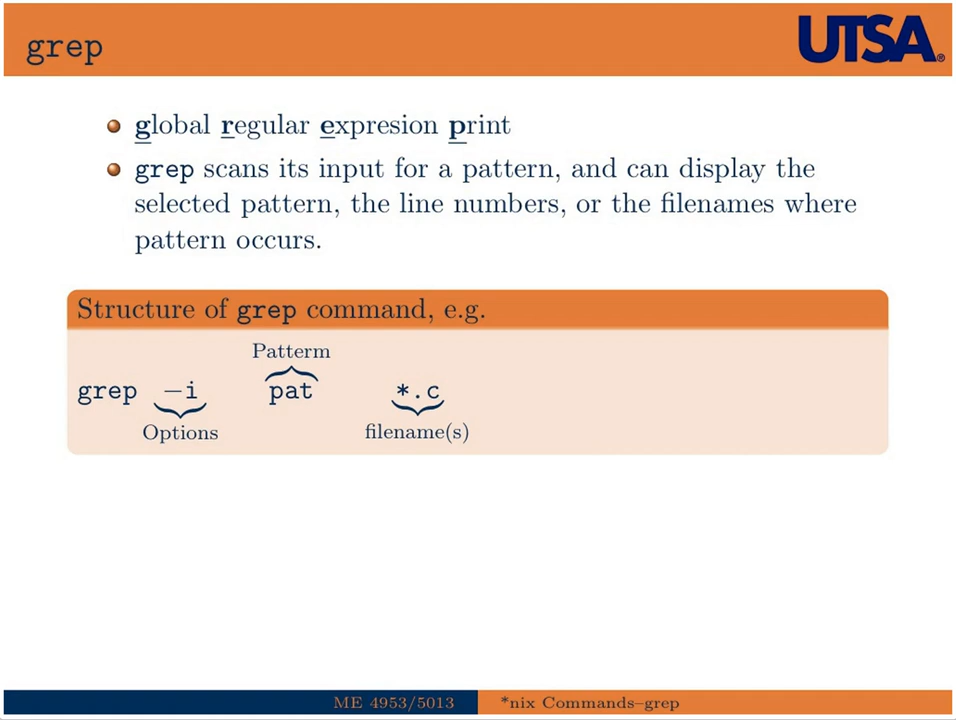 grep
UTSA®
global regular expresion print
grep scans its input for a pattern, and can display the
selected pattern, the line numbers, or the filenames where
pattern occurs.
Structure of grep command, e.g.
Patterm
grep −i pat *.c
Options filename(s)
ME 4953/5013 *nix Commands–grep